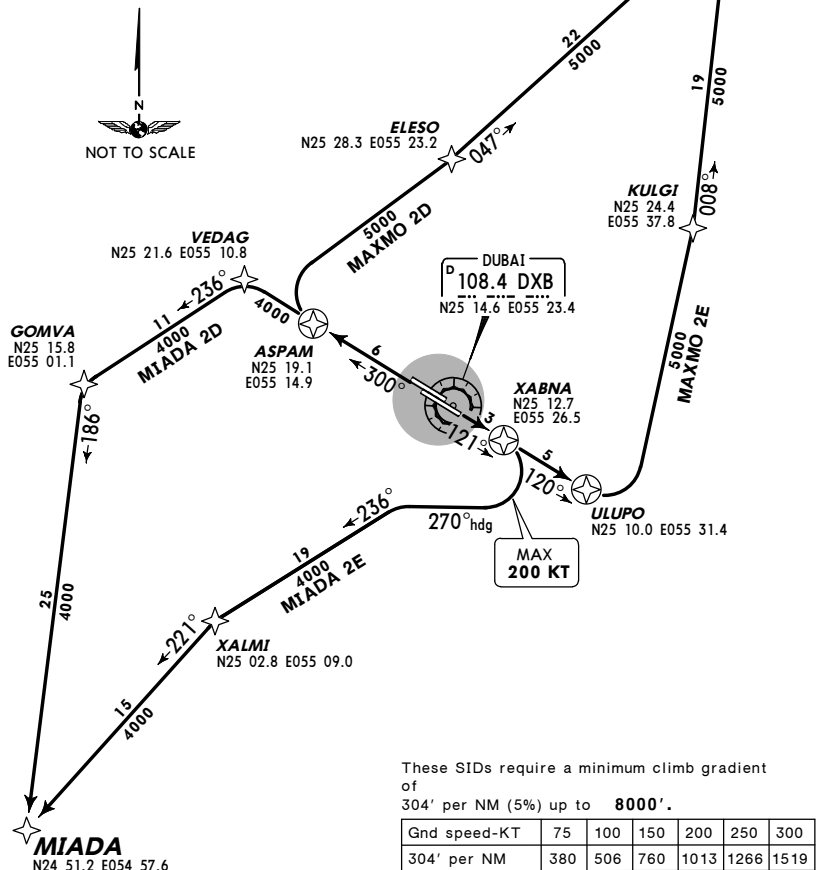 22
5000
19
5000
N
NOT TO SCALE
ELESO
N25 28.3 E055 23.2
047°
KULGI
N25 24.4
E055 37.8
008°
5000
MAXMO 2D
VEDAG
N25 21.6 E055 10.8
236°
4000
11
4000
MIADA 2D
GOMVA
N25 15.8
E055 01.1
186°
DUBAI
D
108.4 DXB
N25 14.6 E055 23.4
ASPAM
N25 19.1
E055 14.9
6
300°
5000
MAXMO 2E
XABNA
N25 12.7
E055 26.5
3
121°
5
120°
ULUPO
N25 10.0 E055 31.4
236°
270°hdg
MAX
200 KT
19
4000
MIADA 2E
25
4000
221°
XALMI
N25 02.8 E055 09.0
15
4000
MIADA
N24 51.2 E054 57.6
These SIDs require a minimum climb gradient
of
304' per NM (5%) up to 8000'.
Gnd speed-KT 75 100 150 200 250 300
304' per NM 380 506 760 1013 1266 1519